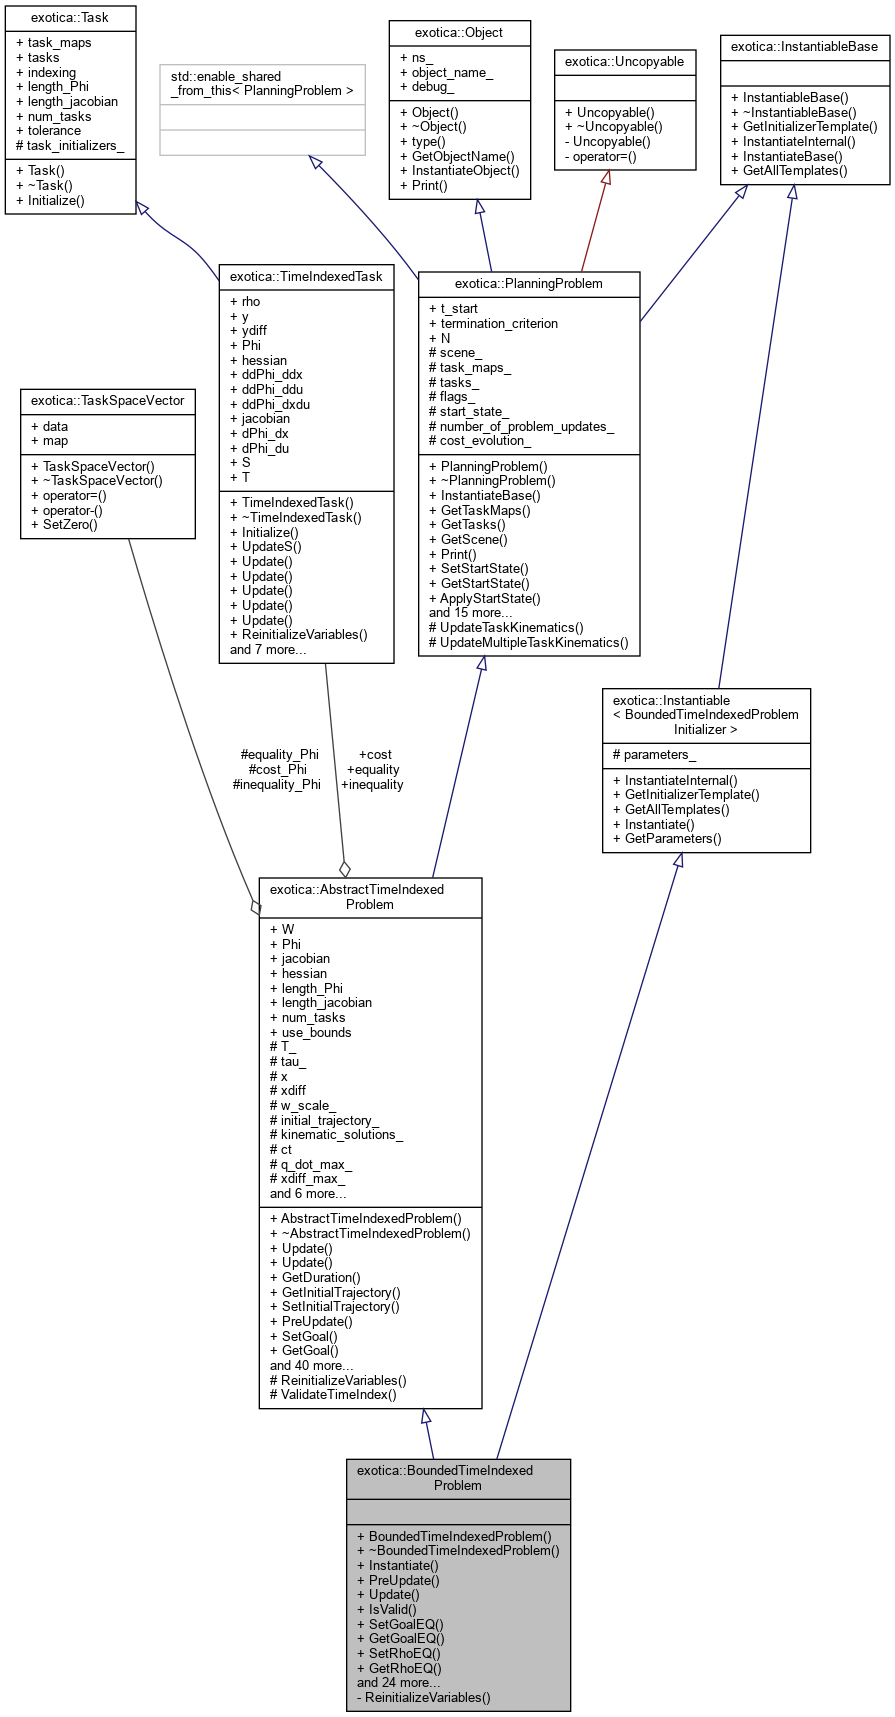 exotica::Task
+ task_maps
+ tasks
+ indexing
+ length_Phi
+ length_jacobian
+ num_tasks
+ tolerance
# task_initializers_
+ Task()
+ ~Task()
+ Initialize()
std::enable_shared
_from_this< PlanningProblem >
exotica::Object
+ ns_
+ object_name_
+ debug_
+ Object()
+ ~Object()
+ type()
+ GetObjectName()
+ InstantiateObject()
+ Print()
exotica::Uncopyable
+ Uncopyable()
+ ~Uncopyable()
- Uncopyable()
- operator=()
exotica::InstantiableBase
+ InstantiableBase()
+ ~InstantiableBase()
+ GetInitializerTemplate()
+ InstantiateInternal()
+ InstantiateBase()
+ GetAllTemplates()
exotica::TimeIndexedTask
+ rho
+ y
+ ydiff
+ Phi
+ hessian
+ ddPhi_ddx
+ ddPhi_ddu
+ ddPhi_dxdu
+ jacobian
+ dPhi_dx
+ dPhi_du
+ S
+ T
+ TimeIndexedTask()
+ ~TimeIndexedTask()
+ Initialize()
+ UpdateS()
+ Update()
+ Update()
+ Update()
+ Update()
+ Update()
+ ReinitializeVariables()
and 7 more...
exotica::PlanningProblem
+ t_start
+ termination_criterion
+ N
# scene_
# task_maps_
# tasks_
# flags_
# start_state_
# number_of_problem_updates_
# cost_evolution_
+ PlanningProblem()
+ ~PlanningProblem()
+ InstantiateBase()
+ GetTaskMaps()
+ GetTasks()
+ GetScene()
+ Print()
+ SetStartState()
+ GetStartState()
+ ApplyStartState()
and 15 more...
# UpdateTaskKinematics()
# UpdateMultipleTaskKinematics()
exotica::TaskSpaceVector
+ data
+ map
+ TaskSpaceVector()
+ ~TaskSpaceVector()
+ operator=()
+ operator-()
+ SetZero()
exotica::Instantiable
< BoundedTimeIndexedProblem
Initializer >
# parameters_
+ InstantiateInternal()
+ GetInitializerTemplate()
+ GetAllTemplates()
+ Instantiate()
+ GetParameters()
#equality_Phi
#cost_Phi
#inequality_Phi
+cost
+equality
+inequality
exotica::AbstractTimeIndexed
Problem
+ W
+ Phi
+ jacobian
+ hessian
+ length_Phi
+ length_jacobian
+ num_tasks
+ use_bounds
# T_
# tau_
# x
# xdiff
# w_scale_
# initial_trajectory_
# kinematic_solutions_
# ct
# q_dot_max_
# xdiff_max_
and 6 more...
+ AbstractTimeIndexedProblem()
+ ~AbstractTimeIndexedProblem()
+ Update()
+ Update()
+ GetDuration()
+ GetInitialTrajectory()
+ SetInitialTrajectory()
+ PreUpdate()
+ SetGoal()
+ GetGoal()
and 40 more...
# ReinitializeVariables()
# ValidateTimeIndex()
exotica::BoundedTimeIndexed
Problem
+ BoundedTimeIndexedProblem()
+ ~BoundedTimeIndexedProblem()
+ Instantiate()
+ PreUpdate()
+ Update()
+ IsValid()
+ SetGoalEQ()
+ GetGoalEQ()
+ SetRhoEQ()
+ GetRhoEQ()
and 24 more...
- ReinitializeVariables()